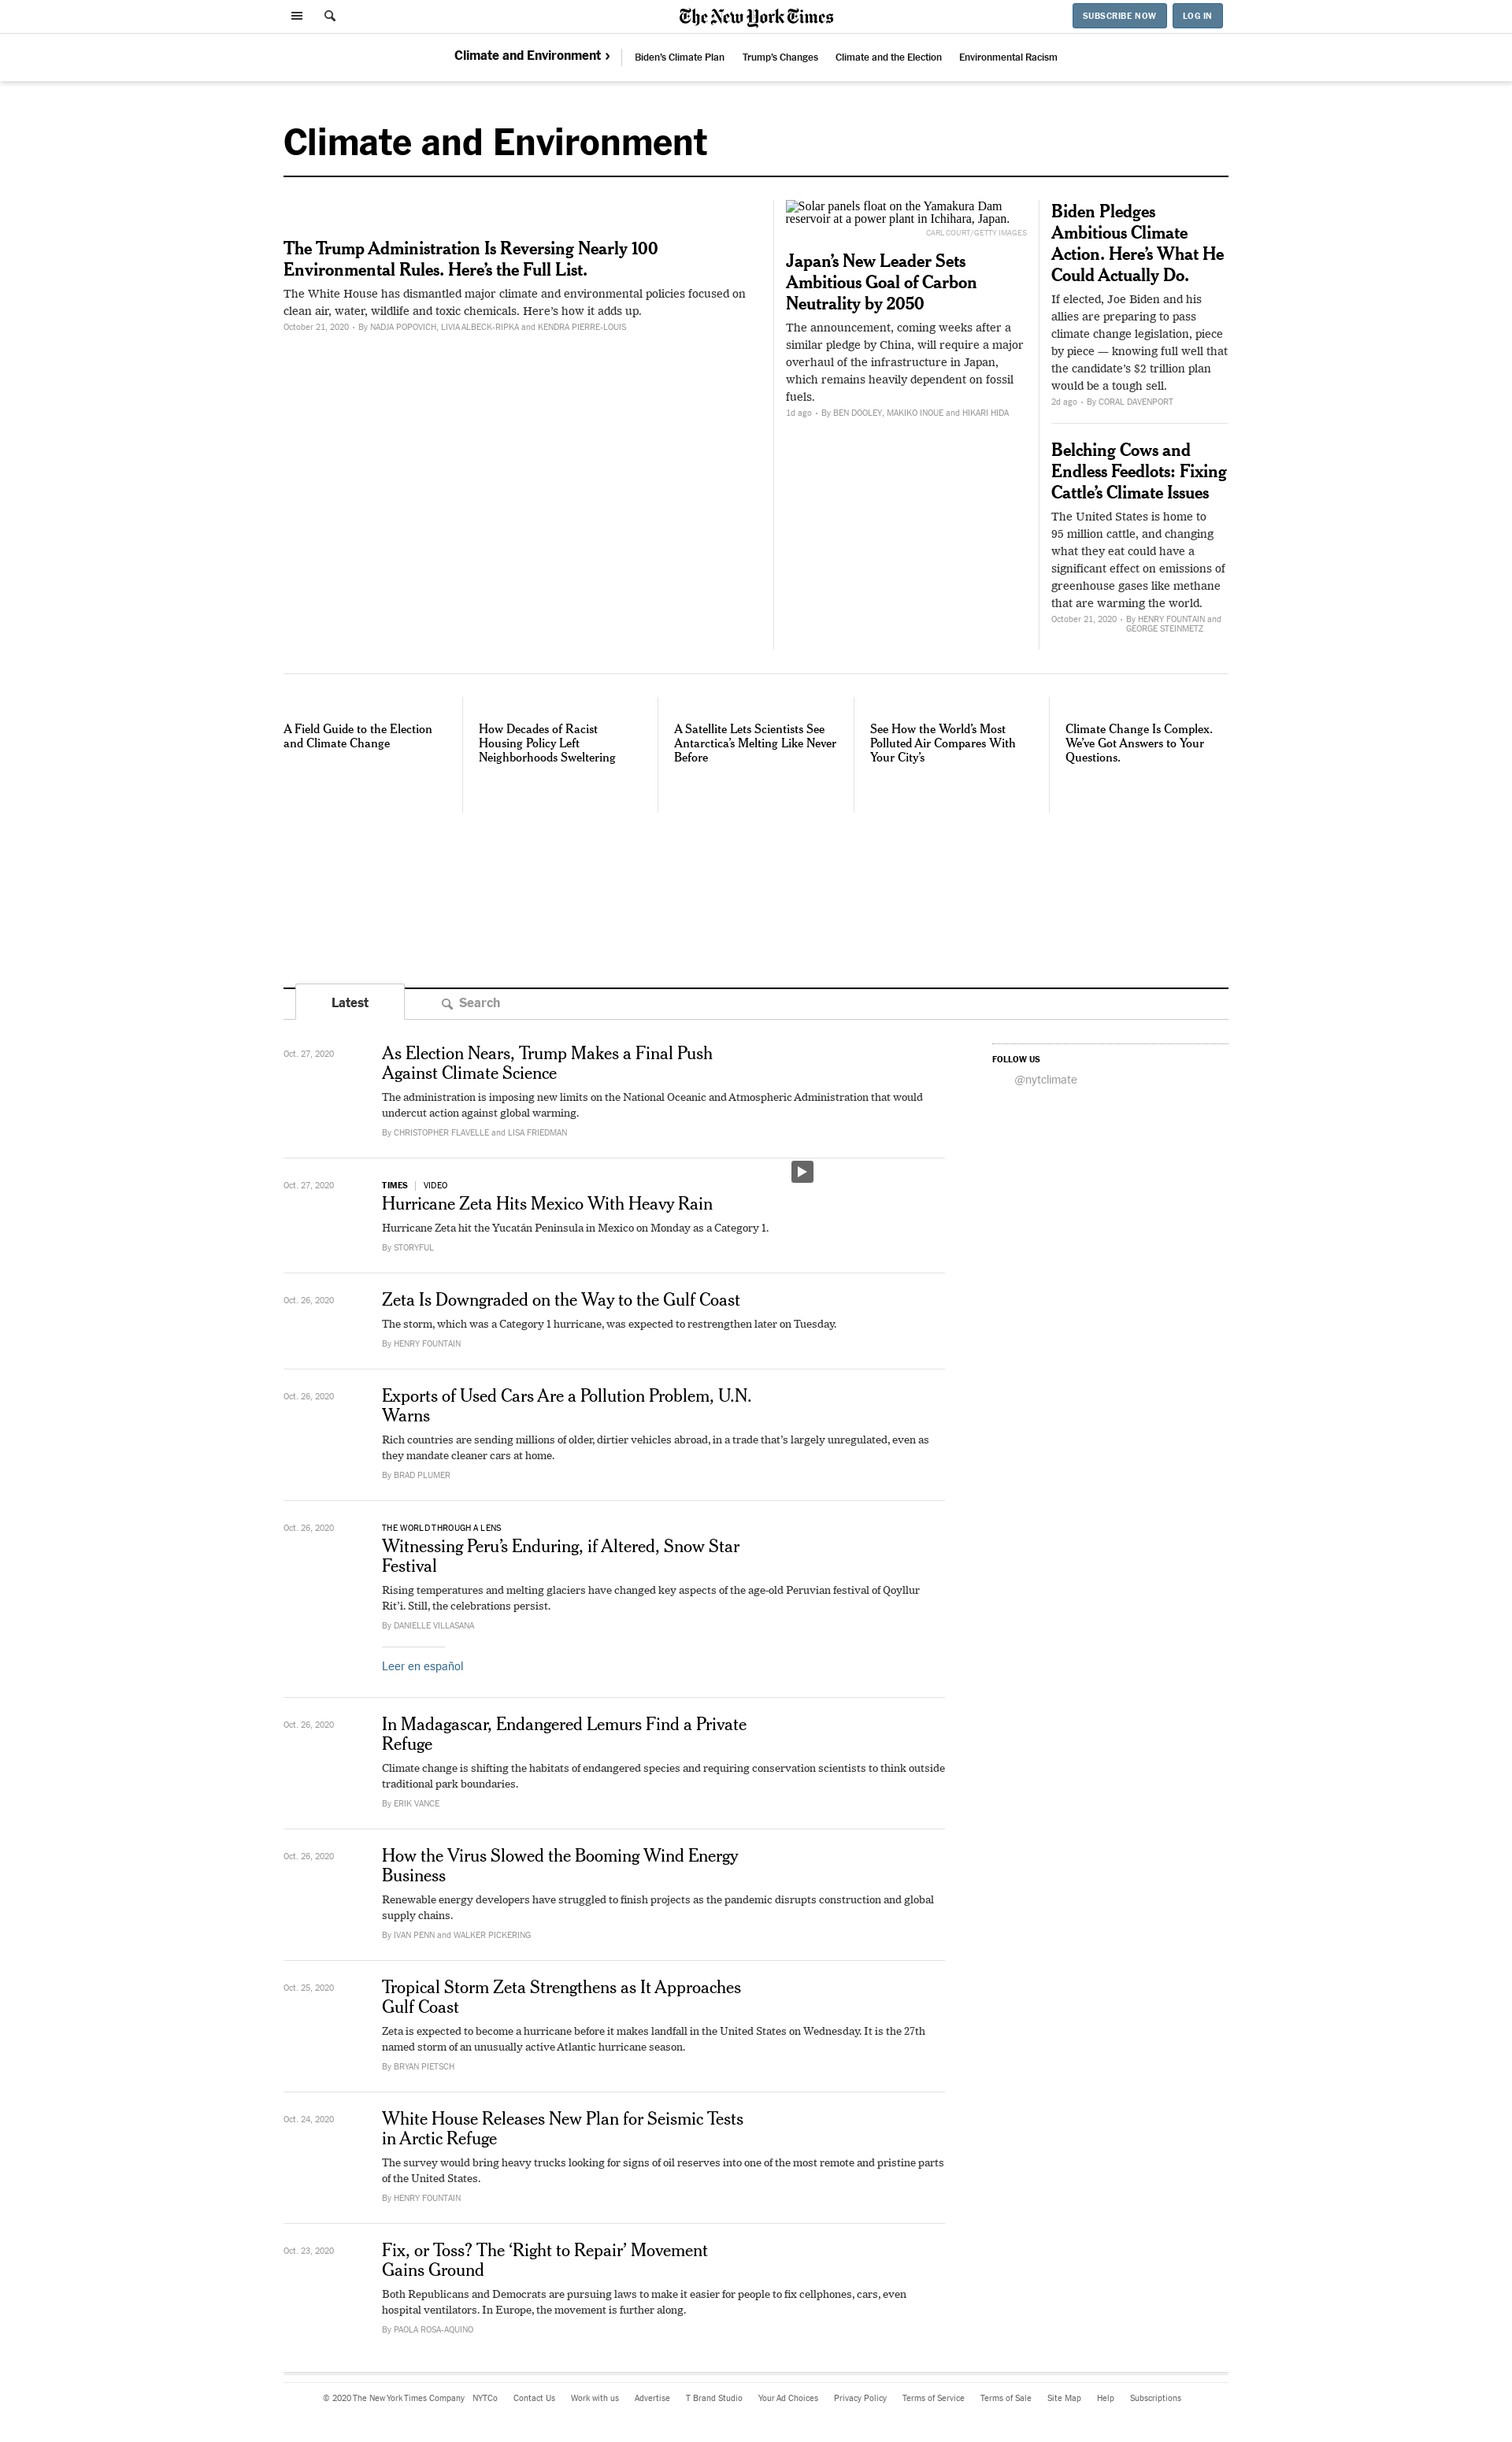 The New York Times
SUBSCRIBE NOW
LOG IN
Climate and Environment ›
Biden’s Climate Plan
Trump’s Changes
Climate and the Election
Environmental Racism
Climate and Environment
The Trump Administration Is Reversing Nearly 100
Environmental Rules. Here’s the Full List.
The White House has dismantled major climate and environmental policies focused on
clean air, water, wildlife and toxic chemicals. Here’s how it adds up.
October 21, 2020 • By NADJA POPOVICH, LIVIA ALBECK-RIPKA and KENDRA PIERRE-LOUIS
Solar panels float on the Yamakura Dam
reservoir at a power plant in Ichihara, Japan.
CARL COURT/GETTY IMAGES
Japan’s New Leader Sets
Ambitious Goal of Carbon
Neutrality by 2050
The announcement, coming weeks after a
similar pledge by China, will require a major
overhaul of the infrastructure in Japan,
which remains heavily dependent on fossil
fuels.
1d ago • By BEN DOOLEY, MAKIKO INOUE and HIKARI HIDA
Biden Pledges
Ambitious Climate
Action. Here’s What He
Could Actually Do.
If elected, Joe Biden and his
allies are preparing to pass
climate change legislation, piece
by piece — knowing full well that
the candidate’s $2 trillion plan
would be a tough sell.
2d ago • By CORAL DAVENPORT
Belching Cows and
Endless Feedlots: Fixing
Cattle’s Climate Issues
The United States is home to
95 million cattle, and changing
what they eat could have a
significant effect on emissions of
greenhouse gases like methane
that are warming the world.
October 21, 2020 • By HENRY FOUNTAIN and
GEORGE STEINMETZ
A Field Guide to the Election
and Climate Change
How Decades of Racist
Housing Policy Left
Neighborhoods Sweltering
A Satellite Lets Scientists See
Antarctica’s Melting Like Never
Before
See How the World’s Most
Polluted Air Compares With
Your City’s
Climate Change Is Complex.
We’ve Got Answers to Your
Questions.
Latest
Search
Oct. 27, 2020
As Election Nears, Trump Makes a Final Push
Against Climate Science
The administration is imposing new limits on the National Oceanic and Atmospheric Administration that would
undercut action against global warming.
By CHRISTOPHER FLAVELLE and LISA FRIEDMAN
FOLLOW US
@nytclimate
Oct. 27, 2020
TIMES | VIDEO
Hurricane Zeta Hits Mexico With Heavy Rain
Hurricane Zeta hit the Yucatán Peninsula in Mexico on Monday as a Category 1.
By STORYFUL
Oct. 26, 2020
Zeta Is Downgraded on the Way to the Gulf Coast
The storm, which was a Category 1 hurricane, was expected to restrengthen later on Tuesday.
By HENRY FOUNTAIN
Oct. 26, 2020
Exports of Used Cars Are a Pollution Problem, U.N.
Warns
Rich countries are sending millions of older, dirtier vehicles abroad, in a trade that’s largely unregulated, even as
they mandate cleaner cars at home.
By BRAD PLUMER
Oct. 26, 2020
THE WORLD THROUGH A LENS
Witnessing Peru’s Enduring, if Altered, Snow Star
Festival
Rising temperatures and melting glaciers have changed key aspects of the age-old Peruvian festival of Qoyllur
Rit’i. Still, the celebrations persist.
By DANIELLE VILLASANA
Leer en español
Oct. 26, 2020
In Madagascar, Endangered Lemurs Find a Private
Refuge
Climate change is shifting the habitats of endangered species and requiring conservation scientists to think outside
traditional park boundaries.
By ERIK VANCE
Oct. 26, 2020
How the Virus Slowed the Booming Wind Energy
Business
Renewable energy developers have struggled to finish projects as the pandemic disrupts construction and global
supply chains.
By IVAN PENN and WALKER PICKERING
Oct. 25, 2020
Tropical Storm Zeta Strengthens as It Approaches
Gulf Coast
Zeta is expected to become a hurricane before it makes landfall in the United States on Wednesday. It is the 27th
named storm of an unusually active Atlantic hurricane season.
By BRYAN PIETSCH
Oct. 24, 2020
White House Releases New Plan for Seismic Tests
in Arctic Refuge
The survey would bring heavy trucks looking for signs of oil reserves into one of the most remote and pristine parts
of the United States.
By HENRY FOUNTAIN
Oct. 23, 2020
Fix, or Toss? The ‘Right to Repair’ Movement
Gains Ground
Both Republicans and Democrats are pursuing laws to make it easier for people to fix cellphones, cars, even
hospital ventilators. In Europe, the movement is further along.
By PAOLA ROSA-AQUINO
© 2020 The New York Times Company NYTCo Contact Us Work with us Advertise T Brand Studio Your Ad Choices Privacy Policy Terms of Service Terms of Sale Site Map Help Subscriptions